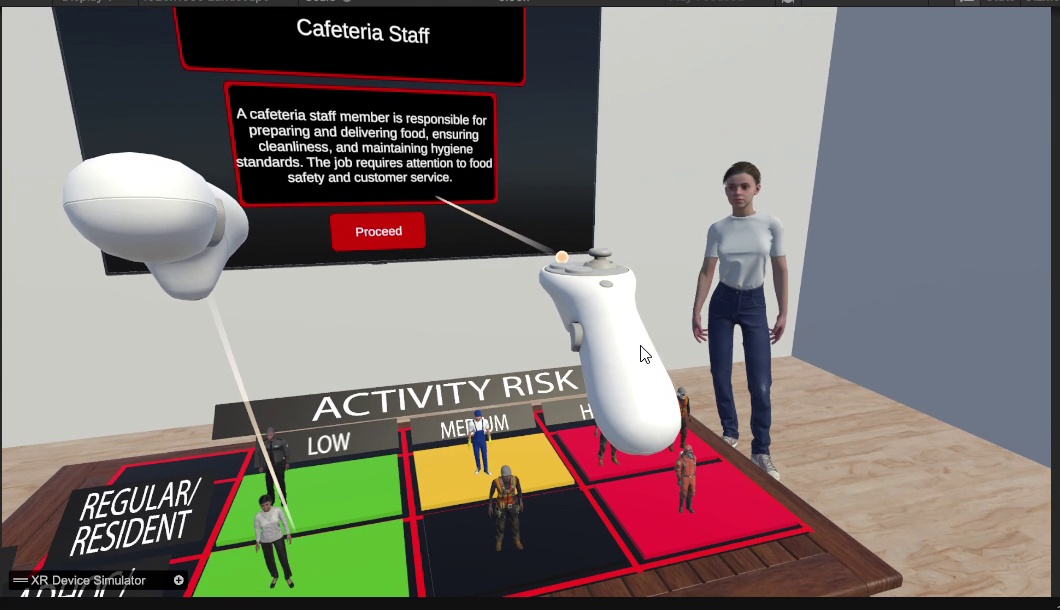 Cafeteria Staff
A cafeteria staff member is responsible for
preparing and delivering food, ensuring
cleanliness, and maintaining hygiene
standards. The job requires attention to food
safety and customer service.
Proceed
ACTIVITY RISK
LOW
MEDIUM
REGULAR/
RESIDENT
XR Device Simulator